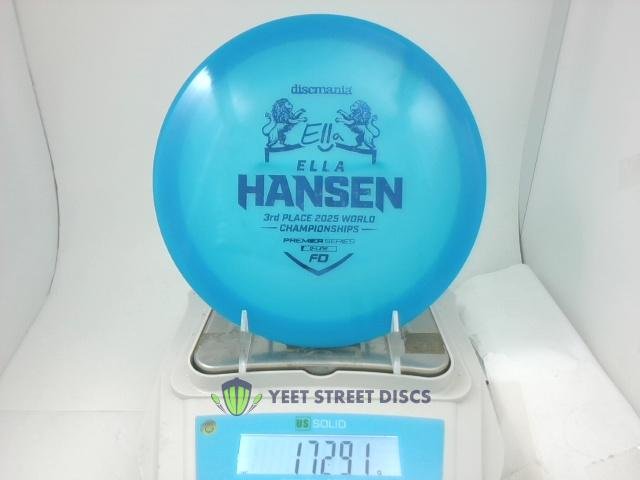 discmania
Ella
ELLA
HANSEN
3rd PLACE 2025 WORLD
CHAMPIONSHIPS
PREMIER SERIES
FD
YEET STREET DISCS
US SOLID
172.91 g